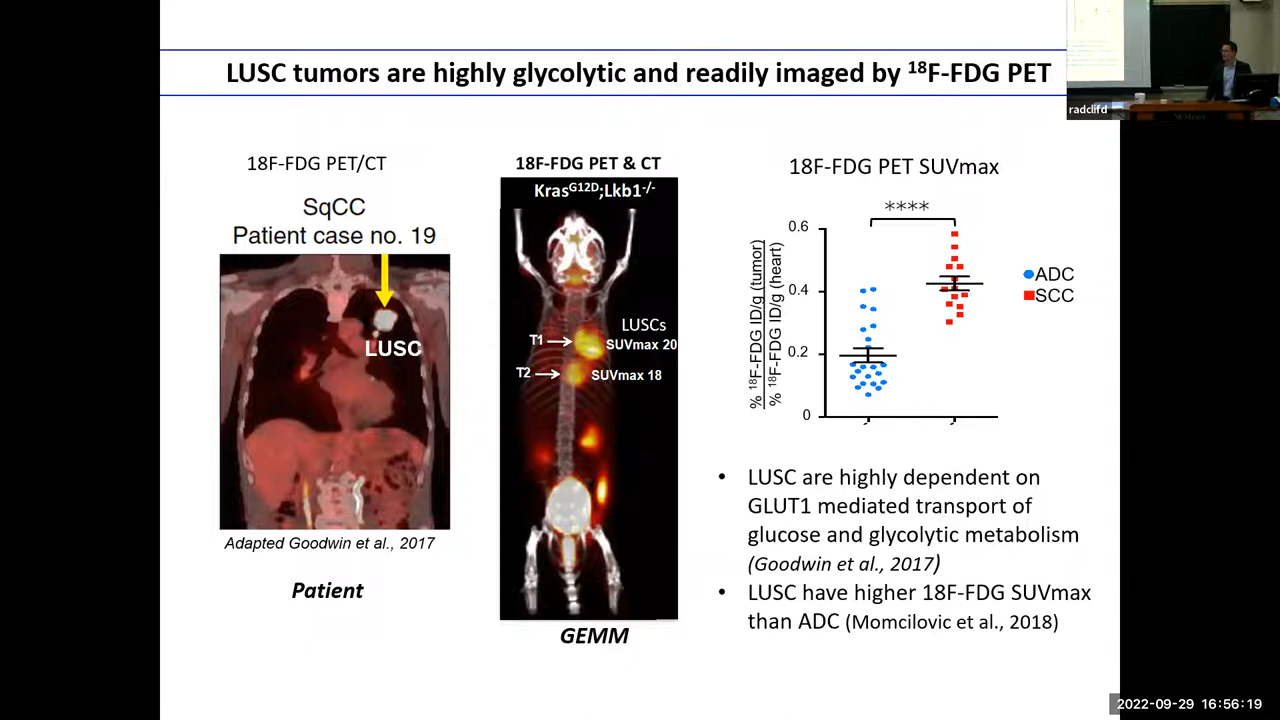 LUSC tumors are highly glycolytic and readily imaged by ¹⁸F-FDG PET
radclifd
18F-FDG PET/CT
SqCC
Patient case no. 19
LUSC
Adapted Goodwin et al., 2017
Patient
18F-FDG PET & CT
Kras^G12D;Lkb1^-/-
LUSCs
T1
SUVmax 20
T2
SUVmax 18
GEMM
18F-FDG PET SUVmax
****
% ¹⁸F-FDG ID/g (tumor)
% ¹⁸F-FDG ID/g (heart)
0.6
0.4
0.2
0
ADC
SCC
• LUSC are highly dependent on
GLUT1 mediated transport of
glucose and glycolytic metabolism
(Goodwin et al., 2017)
• LUSC have higher 18F-FDG SUVmax
than ADC (Momcilovic et al., 2018)
2022-09-29 16:56:19